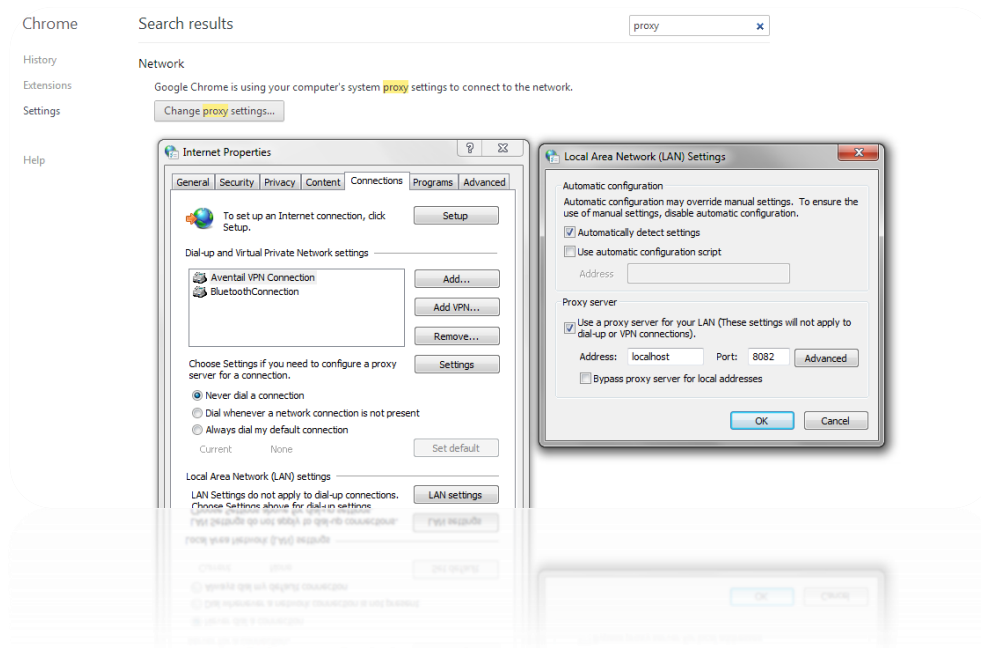 Chrome
Search results
proxy
History
Extensions
Settings
Help
Network
Google Chrome is using your computer's system proxy settings to connect to the network.
Change proxy settings...
Internet Properties
General Security Privacy Content Connections Programs Advanced
To set up an Internet connection, click
Setup.
Setup
Dial-up and Virtual Private Network settings
Aventail VPN Connection
BluetoothConnection
Add...
Add VPN...
Remove...
Choose Settings if you need to configure a proxy
server for a connection.
Settings
Never dial a connection
Dial whenever a network connection is not present
Always dial my default connection
Current None
Set default
Local Area Network (LAN) settings
LAN Settings do not apply to dial-up connections.
Choose Settings above for dial-up settings.
LAN settings
Local Area Network (LAN) Settings
Automatic configuration
Automatic configuration may override manual settings. To ensure the
use of manual settings, disable automatic configuration.
Automatically detect settings
Use automatic configuration script
Address
Proxy server
Use a proxy server for your LAN (These settings will not apply to
dial-up or VPN connections).
Address: localhost Port: 8082 Advanced
Bypass proxy server for local addresses
OK Cancel